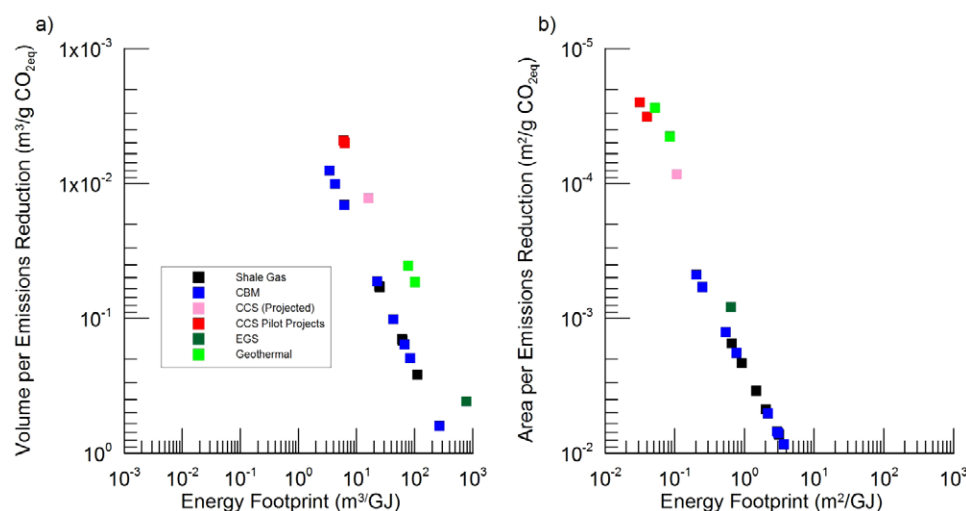 a)
Volume per Emissions Reduction (m³/g CO₂eq)
1x10⁻³
1x10⁻²
10⁻¹
10⁰
Shale Gas
CBM
CCS (Projected)
CCS Pilot Projects
EGS
Geothermal
10⁻³ 10⁻² 10⁻¹ 10⁰ 10¹ 10² 10³
Energy Footprint (m³/GJ)
b)
Area per Emissions Reduction (m²/g CO₂eq)
10⁻⁵
10⁻⁴
10⁻³
10⁻²
10⁻² 10⁻¹ 10⁰ 10¹ 10² 10³
Energy Footprint (m²/GJ)